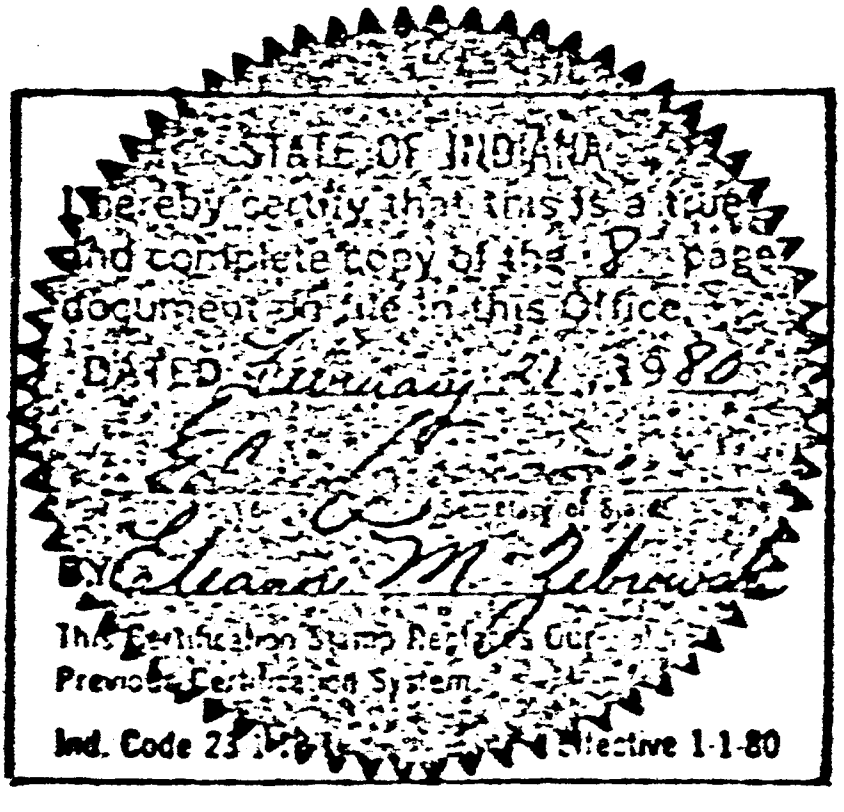 STATE OF INDIANA
I hereby certify that this is a true
and complete copy of the 8 page
document on file in this Office
DATED February 21, 1980
Secretary of State
BY Eleanor M. Zebrowski
This Certification Stamp Replaces Our
Previous Certification System
Ind. Code 23 Effective 1-1-80